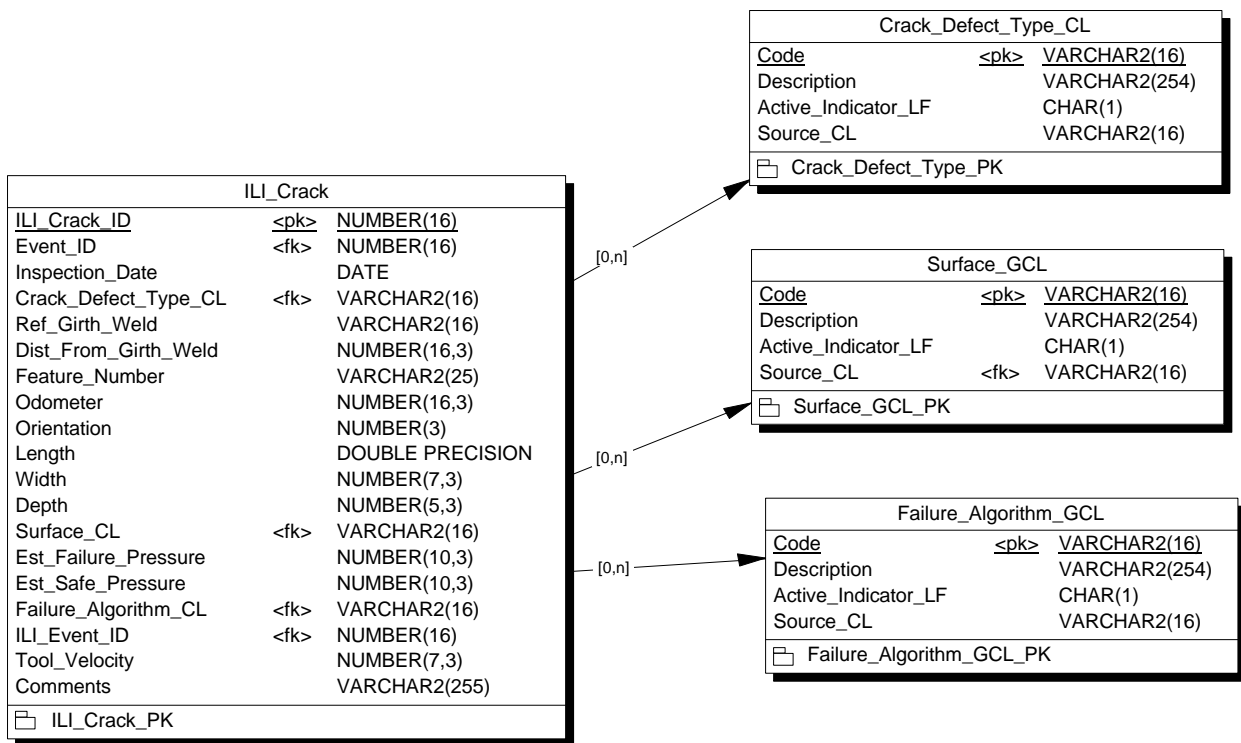 Crack_Defect_Type_CL
Code <pk> VARCHAR2(16)
Description VARCHAR2(254)
Active_Indicator_LF CHAR(1)
Source_CL VARCHAR2(16)
Crack_Defect_Type_PK
ILI_Crack
ILI_Crack_ID <pk> NUMBER(16)
Event_ID <fk> NUMBER(16)
Inspection_Date DATE
Crack_Defect_Type_CL <fk> VARCHAR2(16)
Ref_Girth_Weld VARCHAR2(16)
Dist_From_Girth_Weld NUMBER(16,3)
Feature_Number VARCHAR2(25)
Odometer NUMBER(16,3)
Orientation NUMBER(3)
Length DOUBLE PRECISION
Width NUMBER(7,3)
Depth NUMBER(5,3)
Surface_CL <fk> VARCHAR2(16)
Est_Failure_Pressure NUMBER(10,3)
Est_Safe_Pressure NUMBER(10,3)
Failure_Algorithm_CL <fk> VARCHAR2(16)
ILI_Event_ID <fk> NUMBER(16)
Tool_Velocity NUMBER(7,3)
Comments VARCHAR2(255)
ILI_Crack_PK
[0,n]
[0,n]
[0,n]
Surface_GCL
Code <pk> VARCHAR2(16)
Description VARCHAR2(254)
Active_Indicator_LF CHAR(1)
Source_CL <fk> VARCHAR2(16)
Surface_GCL_PK
Failure_Algorithm_GCL
Code <pk> VARCHAR2(16)
Description VARCHAR2(254)
Active_Indicator_LF CHAR(1)
Source_CL VARCHAR2(16)
Failure_Algorithm_GCL_PK